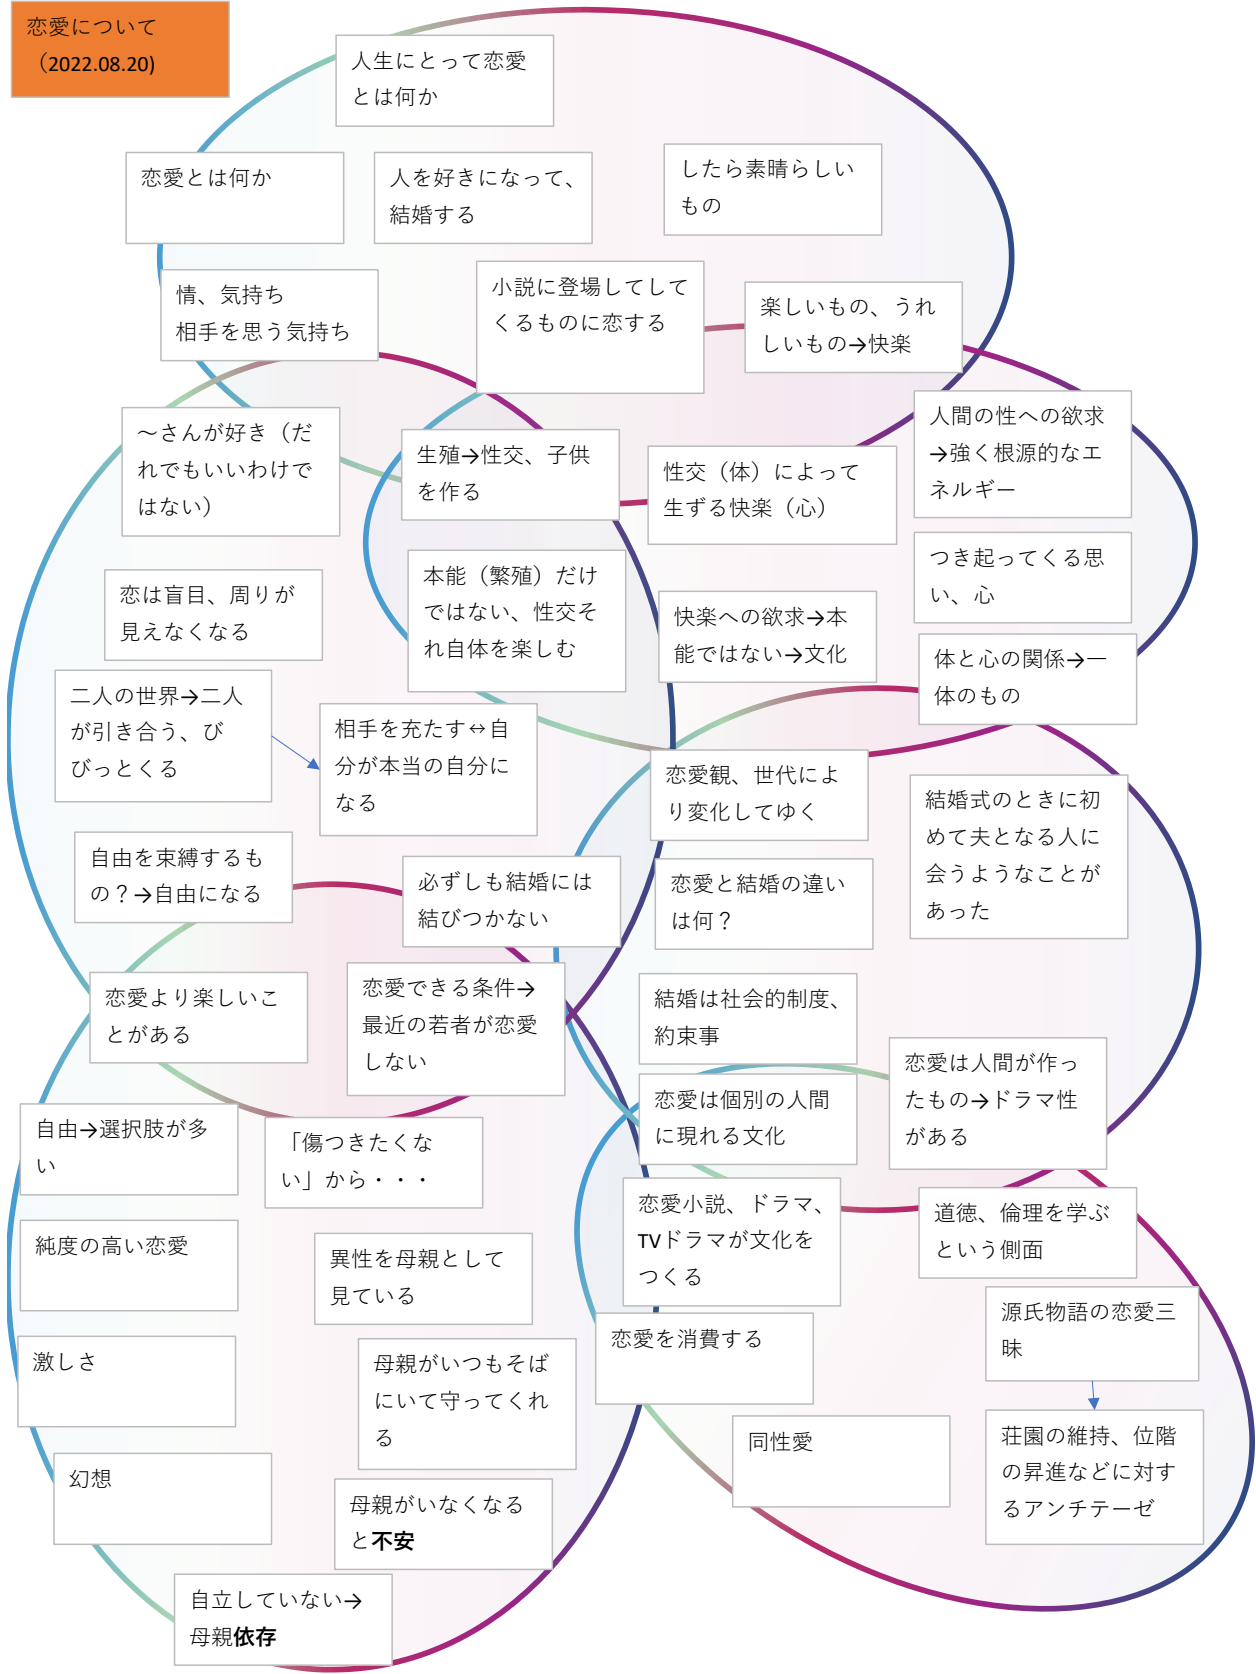 恋愛について
（2022.08.20)
人生にとって恋愛
とは何か
恋愛とは何か
人を好きになって、
結婚する
したら素晴らしい
もの
情、気持ち
相手を思う気持ち
小説に登場してして
くるものに恋する
楽しいもの、うれ
しいもの→快楽
～さんが好き（だ
れでもいいわけで
はない）
生殖→性交、子供
を作る
性交（体）によって
生ずる快楽（心）
人間の性への欲求
→強く根源的なエ
ネルギー
つき起ってくる思
い、心
恋は盲目、周りが
見えなくなる
本能（繁殖）だけ
ではない、性交そ
れ自体を楽しむ
快楽への欲求→本
能ではない→文化
体と心の関係→一
体のもの
二人の世界→二人
が引き合う、び
びっとくる
相手を充たす↔自
分が本当の自分に
なる
恋愛観、世代によ
り変化してゆく
結婚式のときに初
めて夫となる人に
会うようなことが
あった
自由を束縛するも
の？→自由になる
必ずしも結婚には
結びつかない
恋愛と結婚の違い
は何？
恋愛より楽しいこ
とがある
恋愛できる条件→
最近の若者が恋愛
しない
結婚は社会的制度、
約束事
恋愛は個別の人間
に現れる文化
恋愛は人間が作っ
たもの→ドラマ性
がある
自由→選択肢が多
い
「傷つきたくな
い」から・・・
恋愛小説、ドラマ、
TVドラマが文化を
つくる
道徳、倫理を学ぶ
という側面
純度の高い恋愛
異性を母親として
見ている
恋愛を消費する
源氏物語の恋愛三
昧
激しさ
母親がいつもそば
にいて守ってくれ
る
同性愛
荘園の維持、位階
の昇進などに対す
るアンチテーゼ
幻想
母親がいなくなる
と不安
自立していない→
母親依存